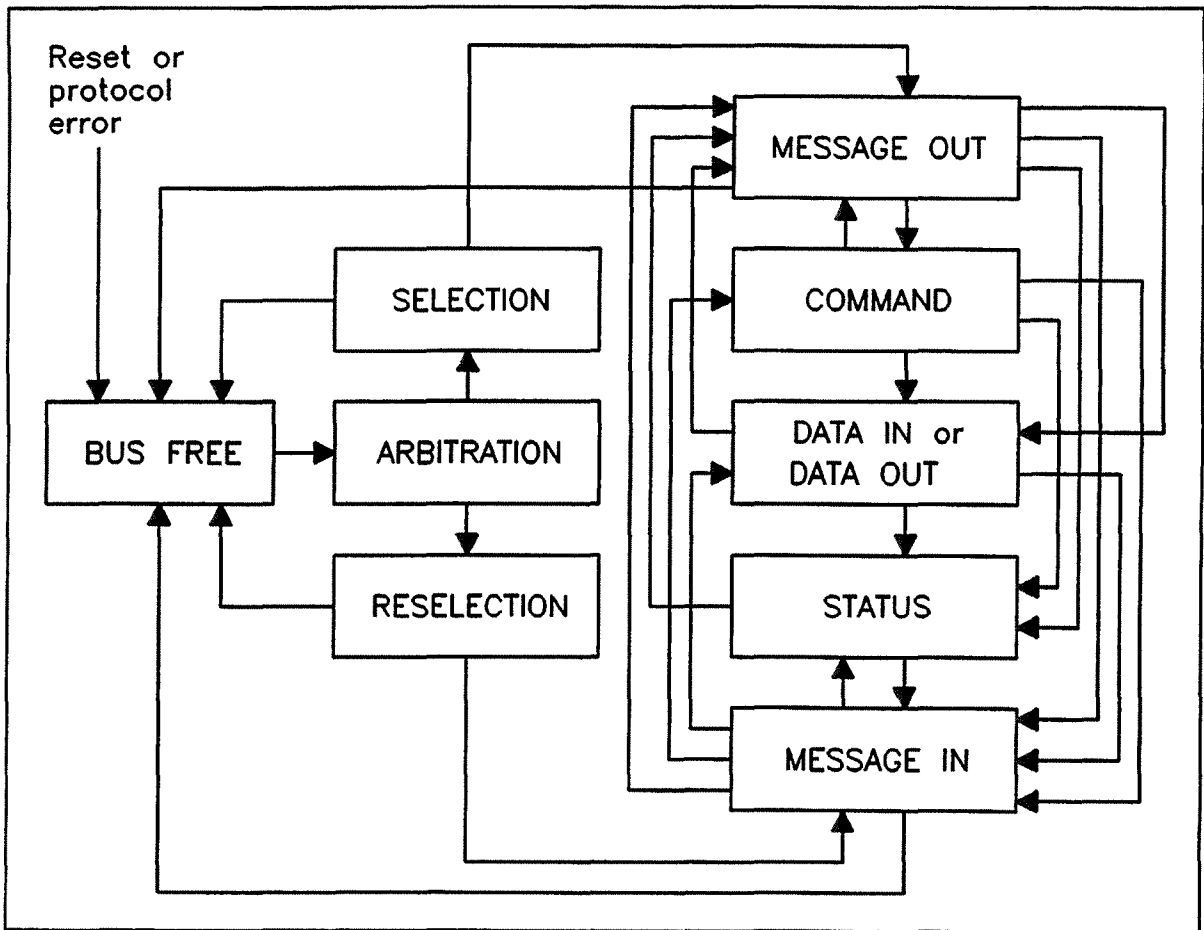 Reset or
protocol
error
MESSAGE OUT
SELECTION
COMMAND
BUS FREE
ARBITRATION
DATA IN or
DATA OUT
RESELECTION
STATUS
MESSAGE IN